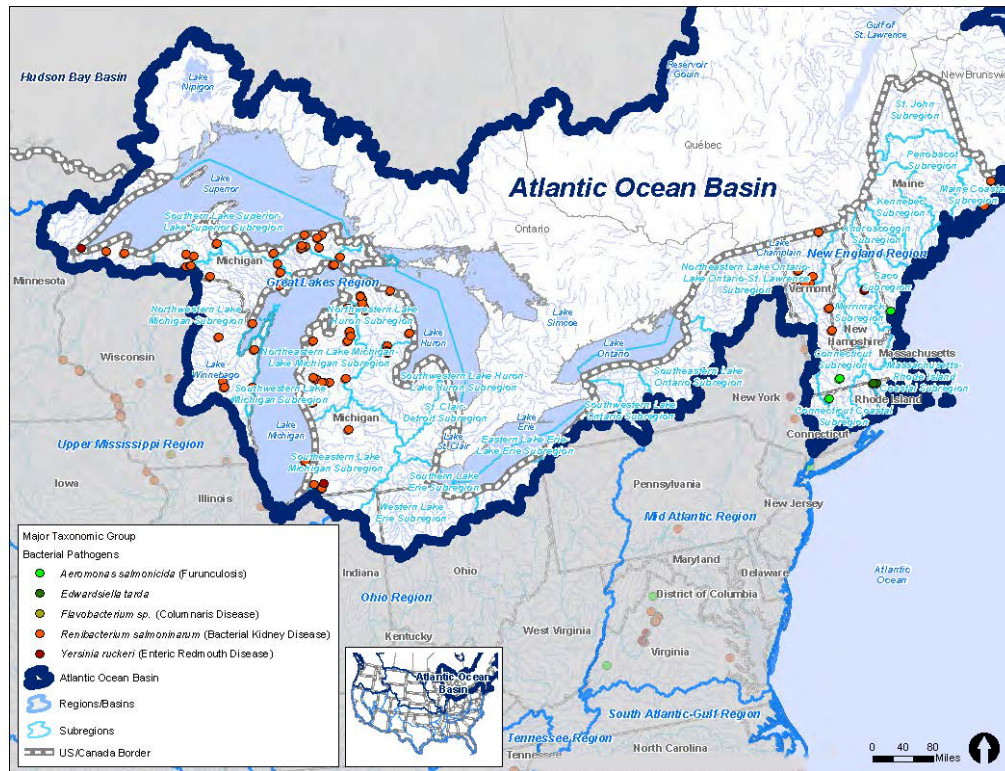 Gulf of
St. Lawrence
Hudson Bay Basin
Lake
Nipigon
Reservoir
Gouin
New Brunswick
St. John
Subregion
Québec
Penobscot
Subregion
Maine
Maine Coastal
Subregion
Kennebec
Subregion
Atlantic Ocean Basin
Lake
Superior
Ontario
Androscoggin
Subregion
Southern Lake Superior-
Lake Superior Subregion
Lake
Champlain
New England Region
Michigan
Minnesota
Great Lakes Region
Northeastern Lake Ontario-
Lake Ontario-St. Lawrence
Subregion
Vermont
Saco
Subregion
Northwestern Lake
Michigan Subregion
Northwestern Lake
Huron Subregion
Merrimack
Subregion
Lake
Huron
Lake
Simcoe
New
Hampshire
Wisconsin
Northeastern Lake Michigan-
Lake Michigan Subregion
Lake
Ontario
Connecticut
Subregion
Massachusetts
Massachusetts-
Rhode Island
Coastal Subregion
Lake
Winnebago
Southwestern Lake Huron-
Lake Huron Subregion
Southeastern Lake
Ontario Subregion
Southwestern Lake
Michigan Subregion
Michigan
St. Clair-
Detroit Subregion
Southwestern Lake
Ontario Subregion
New York
Rhode Island
Connecticut Coastal
Subregion
Connecticut
Lake
Michigan
Lake
St. Clair
Lake
Erie
Eastern Lake Erie-
Lake Erie Subregion
Upper Mississippi Region
Southeastern Lake
Michigan Subregion
Southern Lake
Erie Subregion
Iowa
Illinois
Western Lake
Erie Subregion
Pennsylvania
New Jersey
Mid Atlantic Region
Indiana
Ohio
Maryland
Delaware
Atlantic
Ocean
Ohio Region
District of Columbia
Kentucky
West Virginia
Virginia
South Atlantic-Gulf Region
Tennessee Region
Tennessee
North Carolina
Major Taxonomic Group
Bacterial Pathogens
Aeromonas salmonicida (Furunculosis)
Edwardsiella tarda
Flavobacterium sp. (Columnaris Disease)
Renibacterium salmoninarum (Bacterial Kidney Disease)
Yersinia ruckeri (Enteric Redmouth Disease)
Atlantic Ocean Basin
Regions/Basins
Subregions
US/Canada Border
Atlantic Ocean
Basin
0 40 80
Miles